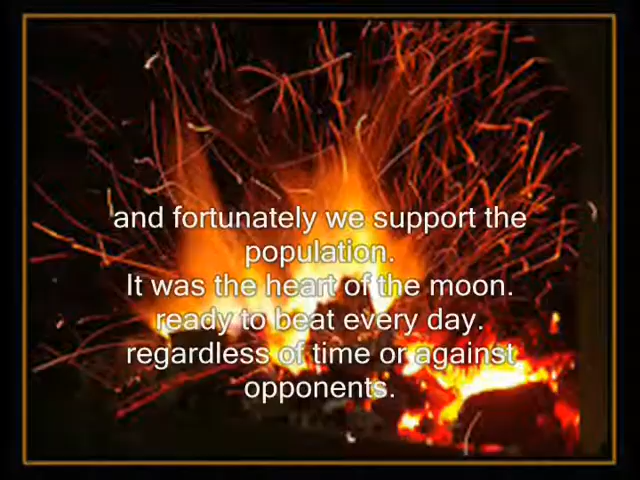 and fortunately we support the
population.
It was the heart of the moon.
ready to beat every day.
regardless of time or against
opponents.